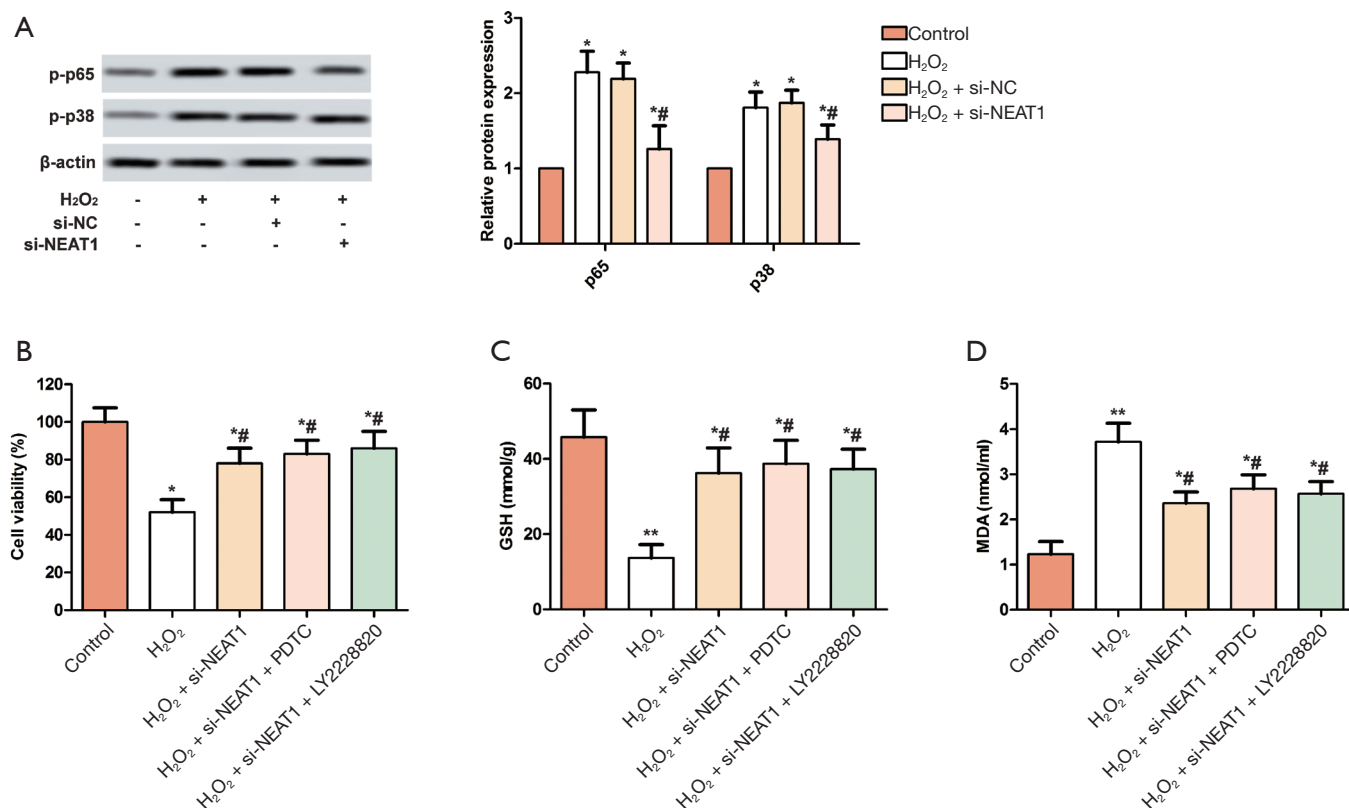 A
p-p65
p-p38
β-actin
H₂O₂ - + + +
si-NC - - + -
si-NEAT1 - - - +
Relative protein expression
3
2
1
0
* * *#
* * *#
p65 p38
Control
H₂O₂
H₂O₂ + si-NC
H₂O₂ + si-NEAT1
B
Cell viability (%)
120
100
80
60
40
20
0
* *# *# *#
Control
H₂O₂
H₂O₂ + si-NEAT1
H₂O₂ + si-NEAT1 + PDTC
H₂O₂ + si-NEAT1 + LY2228820
C
GSH (mmol/g)
60
40
20
0
** *# *# *#
Control
H₂O₂
H₂O₂ + si-NEAT1
H₂O₂ + si-NEAT1 + PDTC
H₂O₂ + si-NEAT1 + LY2228820
D
MDA (nmol/ml)
5
4
3
2
1
0
** *# *# *#
Control
H₂O₂
H₂O₂ + si-NEAT1
H₂O₂ + si-NEAT1 + PDTC
H₂O₂ + si-NEAT1 + LY2228820